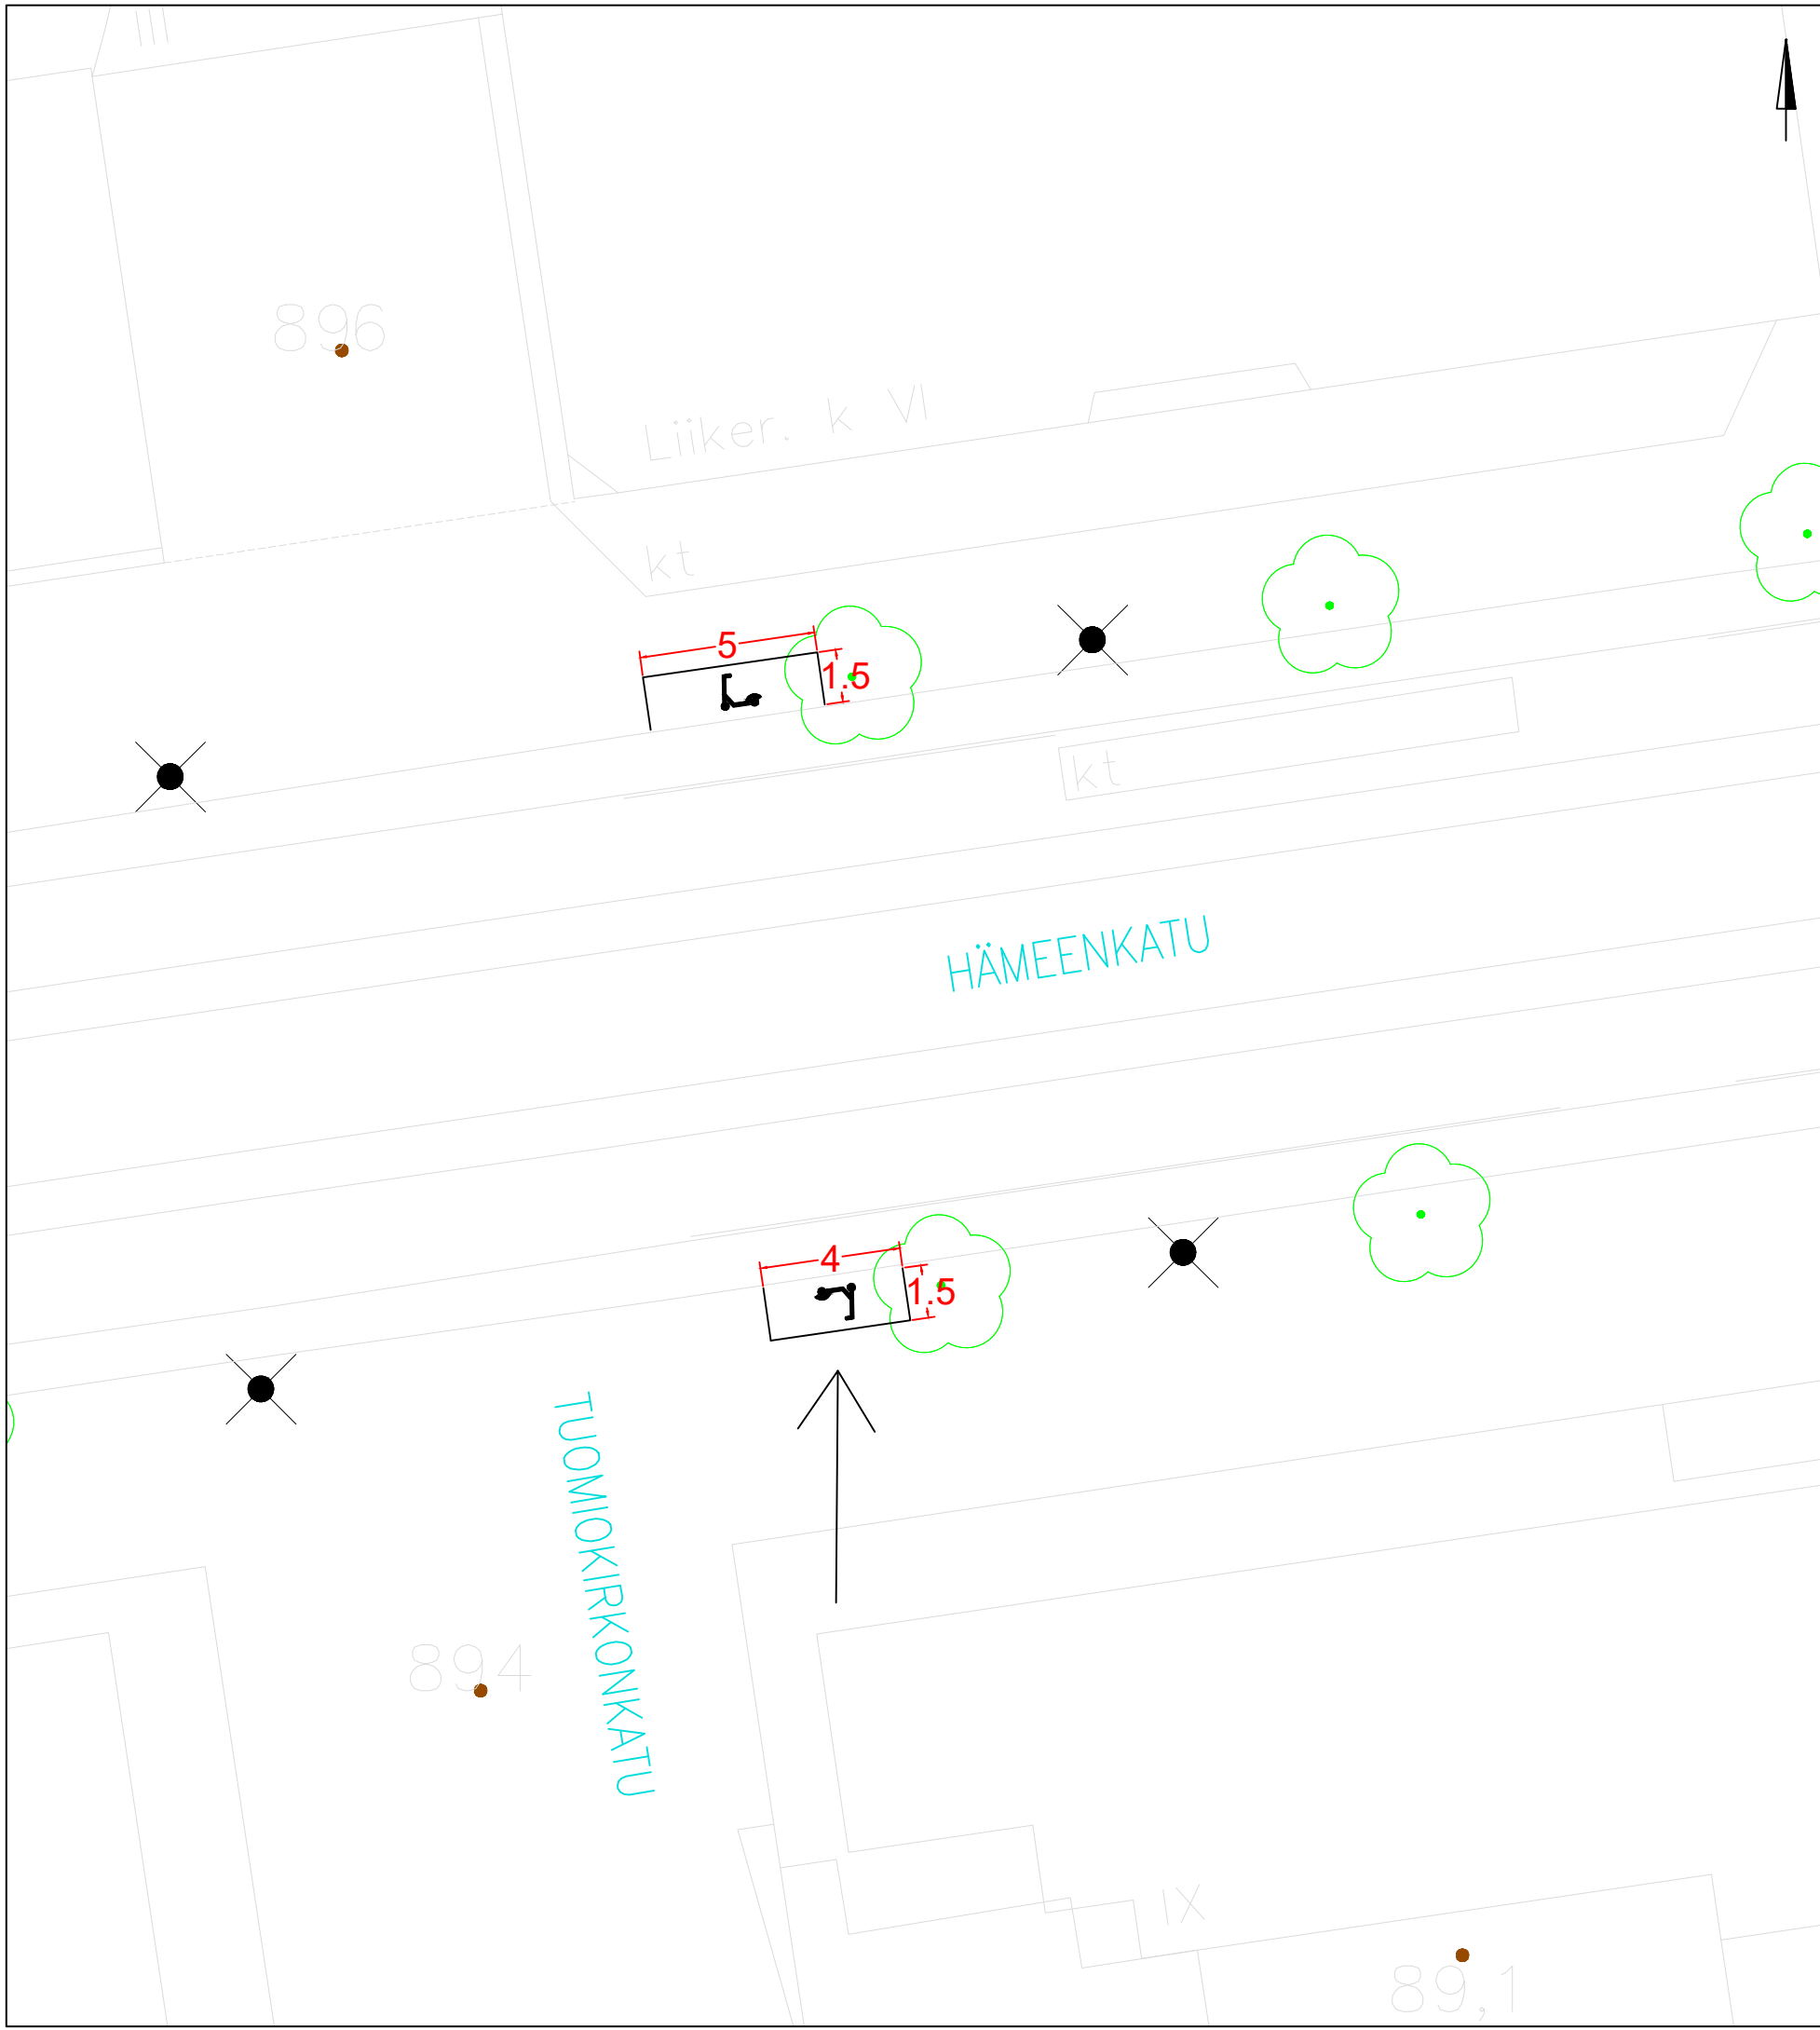 III
896
Liiker. k VI
kt
5
1.5
kt
HÄMEENKATU
4
1.5
TUOMIOKIRKONKATU
894
IX
89,1